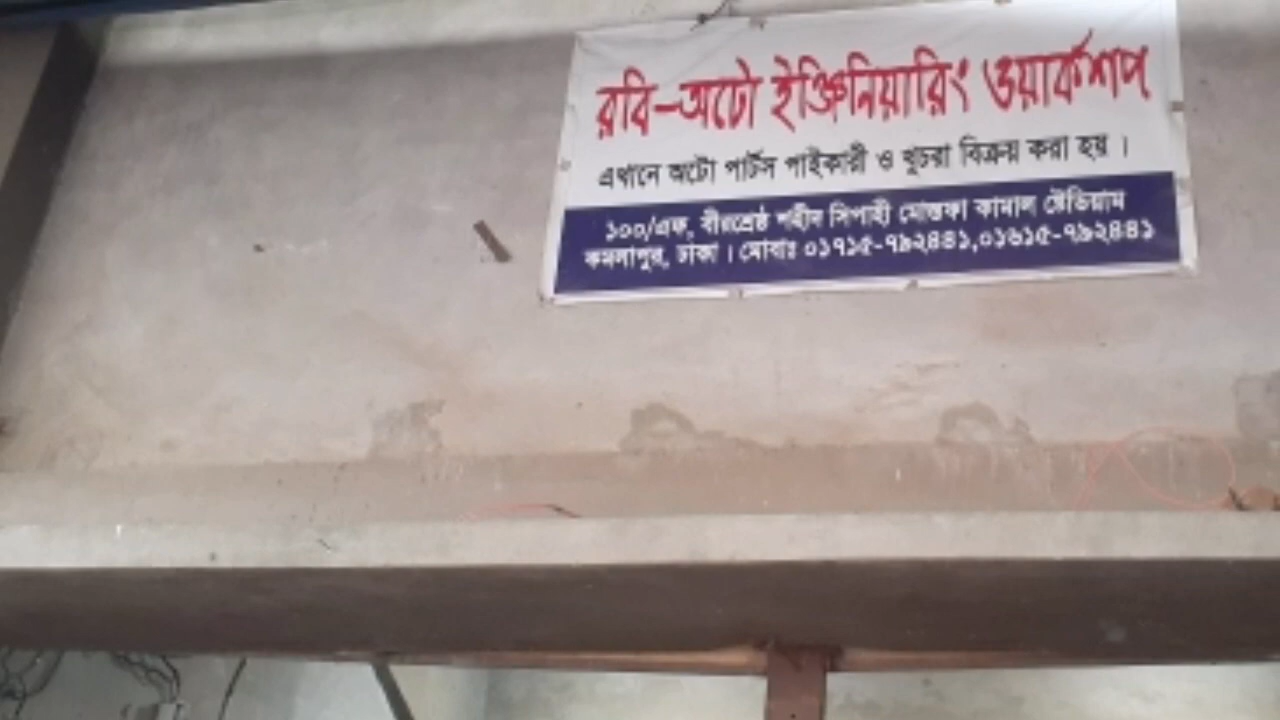 রবি-অটো ইঞ্জিনিয়ারিং ওয়ার্কশপ
এখানে অটো পার্টস পাইকারী ও খুচরা বিক্রয় করা হয় ।
১০০/এফ, বীরশ্রেষ্ঠ শহীদ সিপাহী মোস্তফা কামাল ষ্টেডিয়াম
কমলাপুর, ঢাকা । মোবাঃ ০১৭১৫-৭৯২৪৪১,০১৬১৫-৭৯২৪৪১